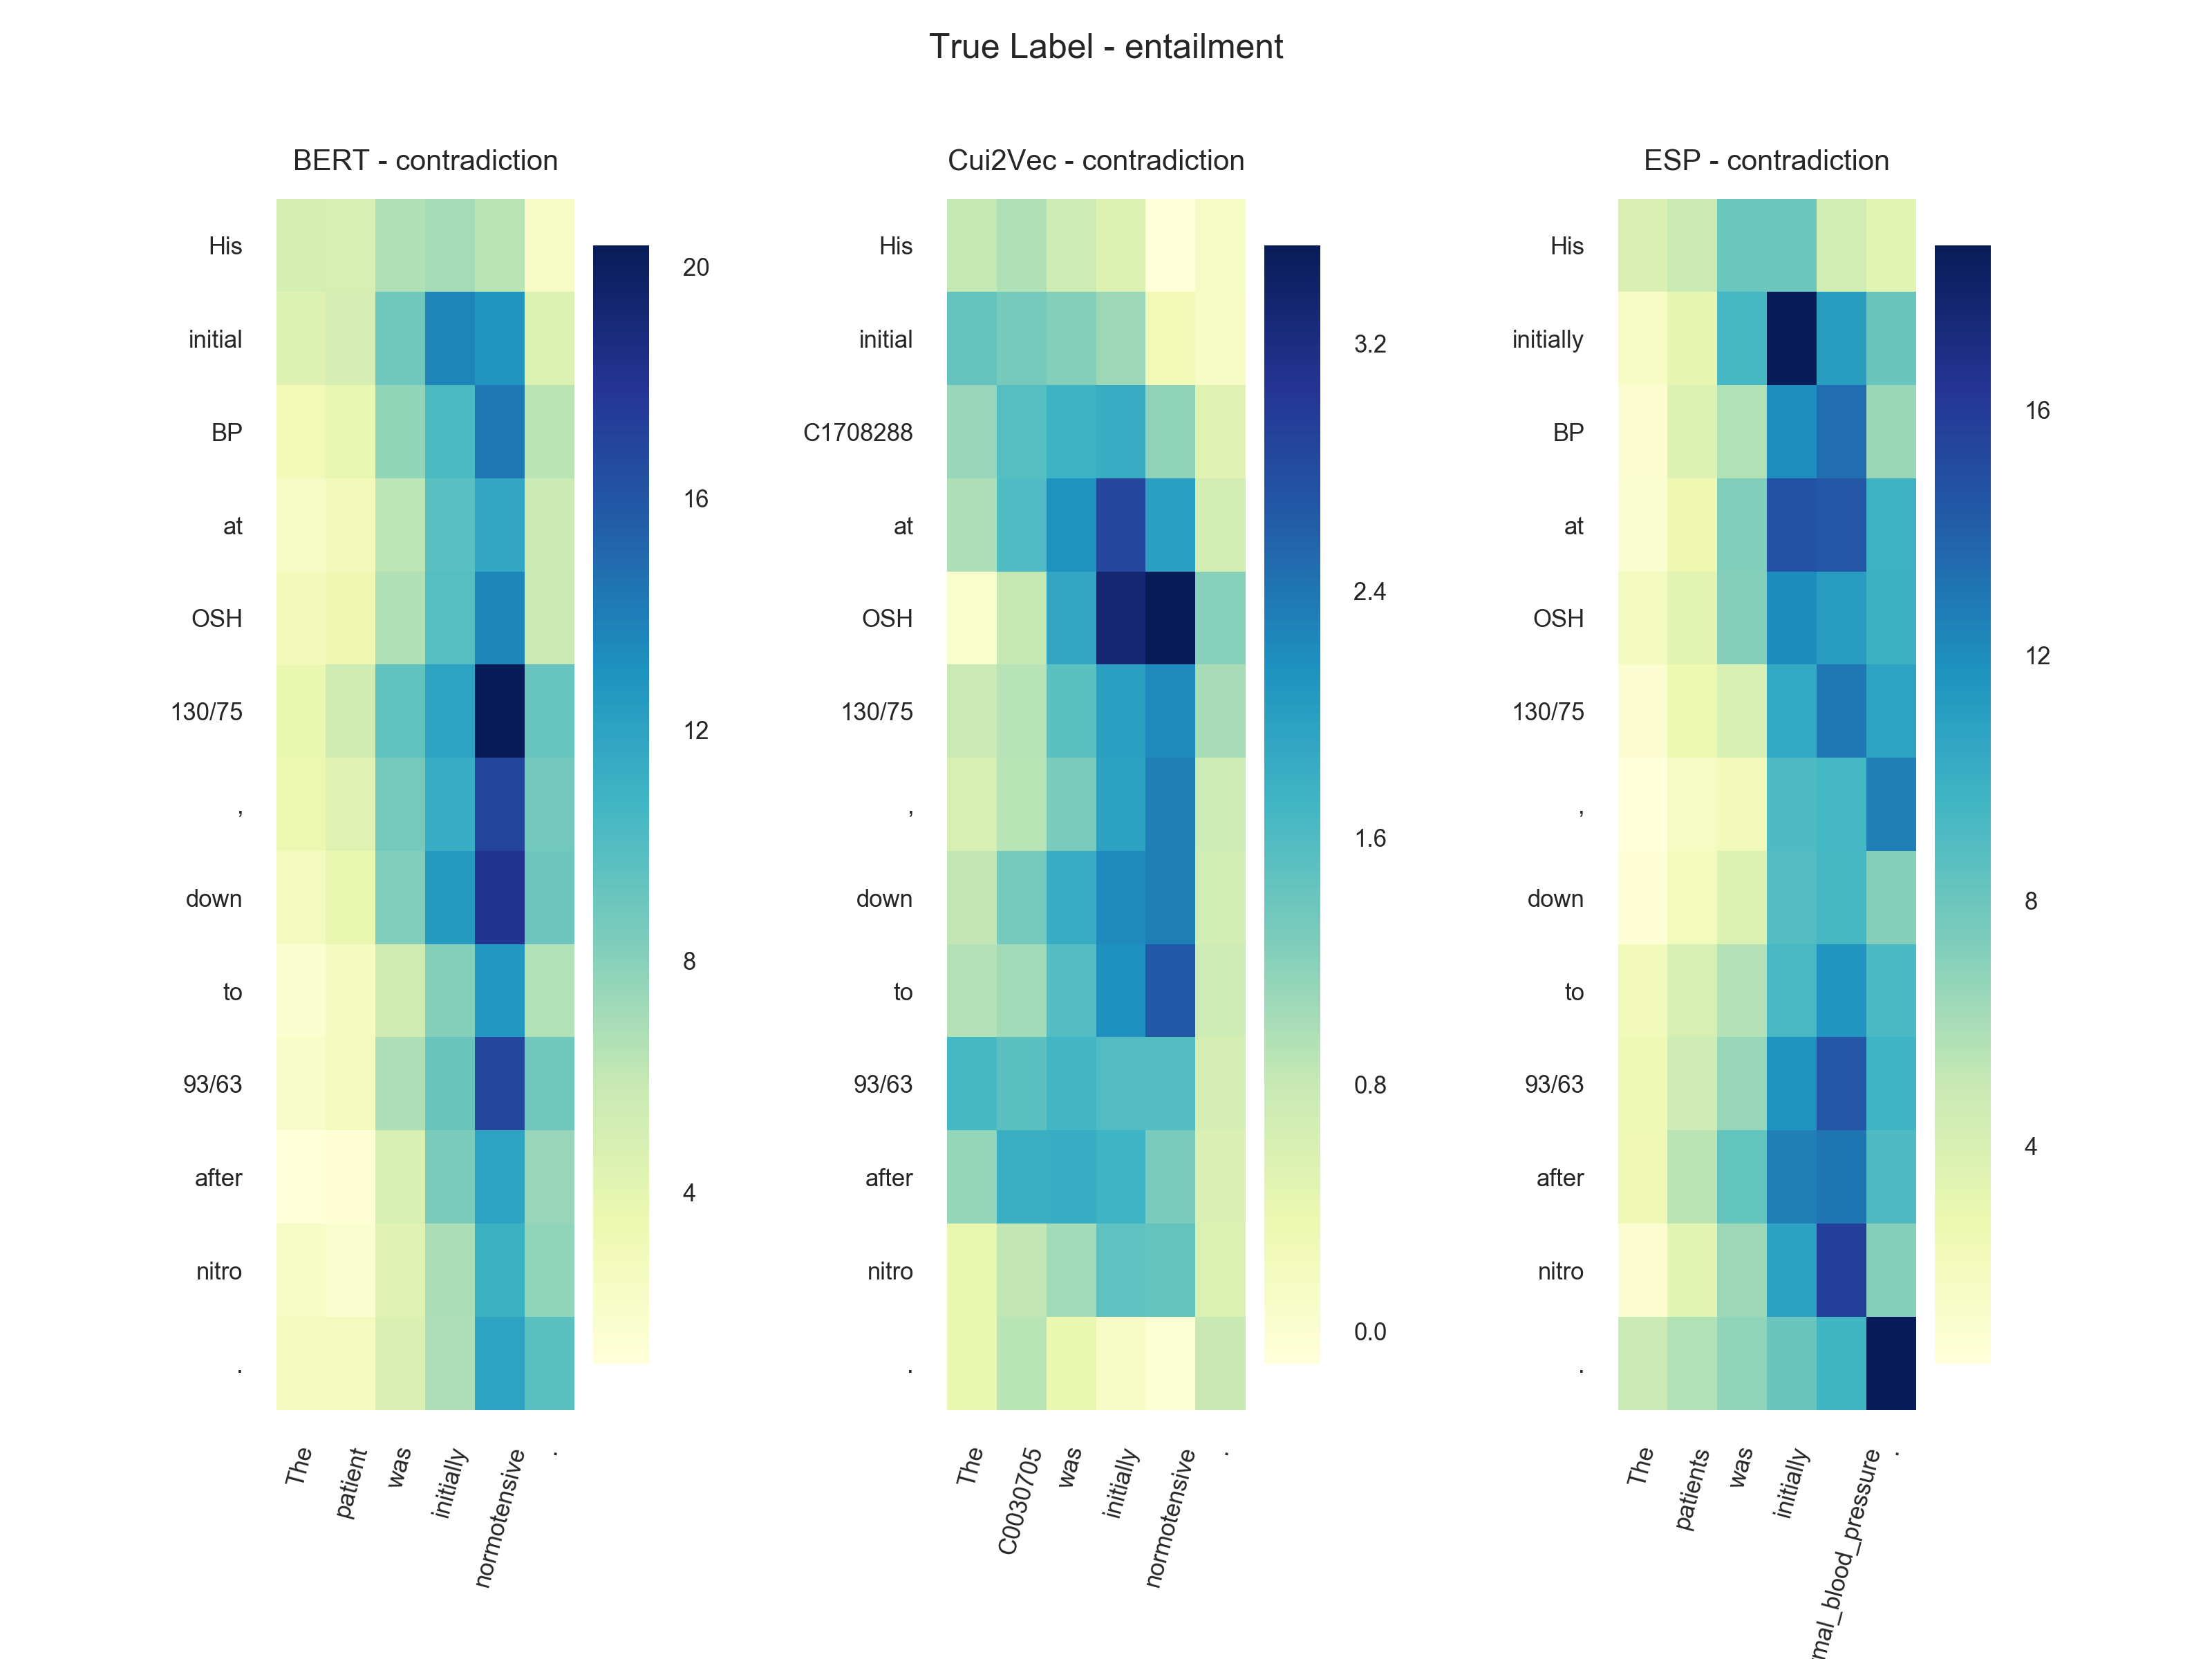 True Label - entailment
BERT - contradiction
His
initial
BP
at
OSH
130/75
,
down
to
93/63
after
nitro
.
The
patient
was
initially
normotensive
.
20
16
12
8
4
Cui2Vec - contradiction
His
initial
C1708288
at
OSH
130/75
,
down
to
93/63
after
nitro
.
The
C0030705
was
initially
normotensive
.
3.2
2.4
1.6
0.8
0.0
ESP - contradiction
His
initially
BP
at
OSH
130/75
,
down
to
93/63
after
nitro
.
The
patients
was
initially
rmal_blood_pressure
.
16
12
8
4